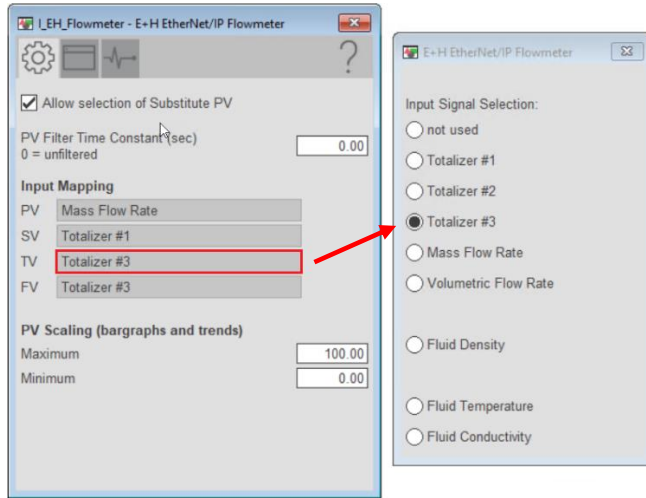 I_EH_Flowmeter - E+H EtherNet/IP Flowmeter
?
Allow selection of Substitute PV
PV Filter Time Constant (sec)
0 = unfiltered
0.00
Input Mapping
PV Mass Flow Rate
SV Totalizer #1
TV Totalizer #3
FV Totalizer #3
PV Scaling (bargraphs and trends)
Maximum 100.00
Minimum 0.00
E+H EtherNet/IP Flowmeter
Input Signal Selection:
not used
Totalizer #1
Totalizer #2
Totalizer #3
Mass Flow Rate
Volumetric Flow Rate
Fluid Density
Fluid Temperature
Fluid Conductivity